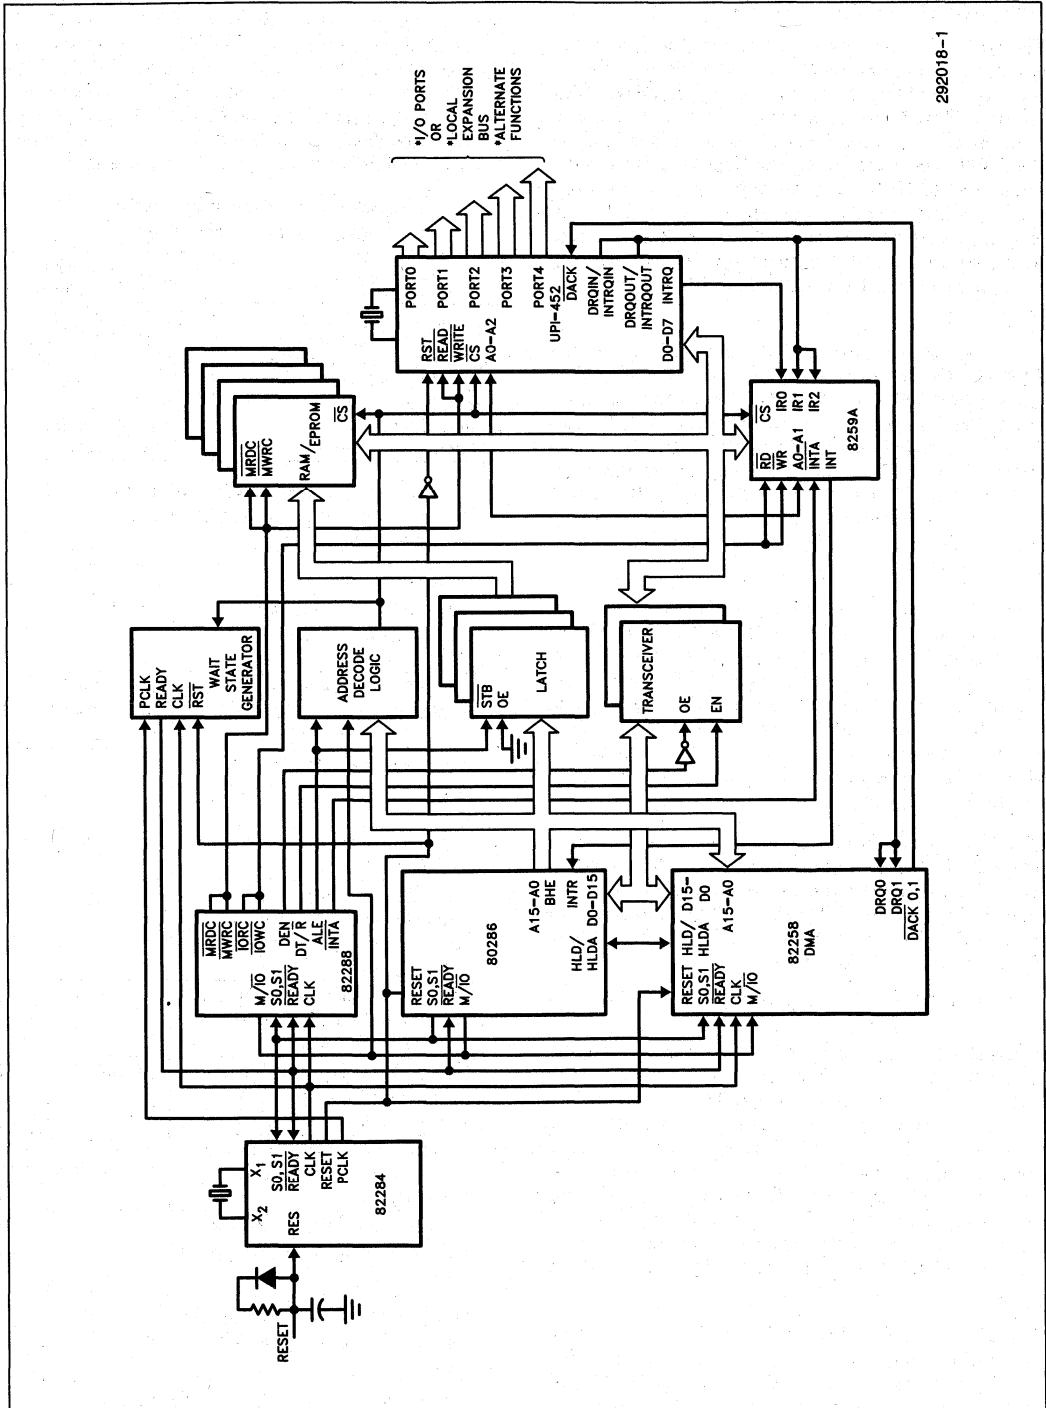 *I/O PORTS
OR
*LOCAL
EXPANSION
BUS
*ALTERNATE
FUNCTIONS
292018-1
PORT0
PORT1
PORT2
PORT3
PORT4
UPI-452
DACK
DRQIN/
INTRQIN
DRQOUT/
INTRQOUT
D0-D7 INTRQ
RST
READ
WRITE
CS
A0-A2
MRDC
MWRC
RAM/EPROM
CS
CS
IR0
IR1
IR2
RD
WR
A0-A1
INTA
INT
8259A
PCLK
READY
CLK
RST
WAIT
STATE
GENERATOR
ADDRESS
DECODE
LOGIC
STB
OE
LATCH
TRANSCEIVER
OE
EN
MRDC
MWRC
IORC
IOWC
DEN
DT/R
ALE
INTA
M/IO
S0,S1
READY
CLK
82288
A15-A0
BHE
INTR
D0-D15
HLD/
HLDA
RESET
S0,S1
READY
M/IO
80286
RESET
S0,S1
READY
CLK
M/IO
HLD/
HLDA
D15-
D0
A15-A0
82258
DMA
DRQ0
DRQ1
DACK 0,1
X1
X2
S0,S1
READY
CLK
RESET
PCLK
RES
82284
RESET